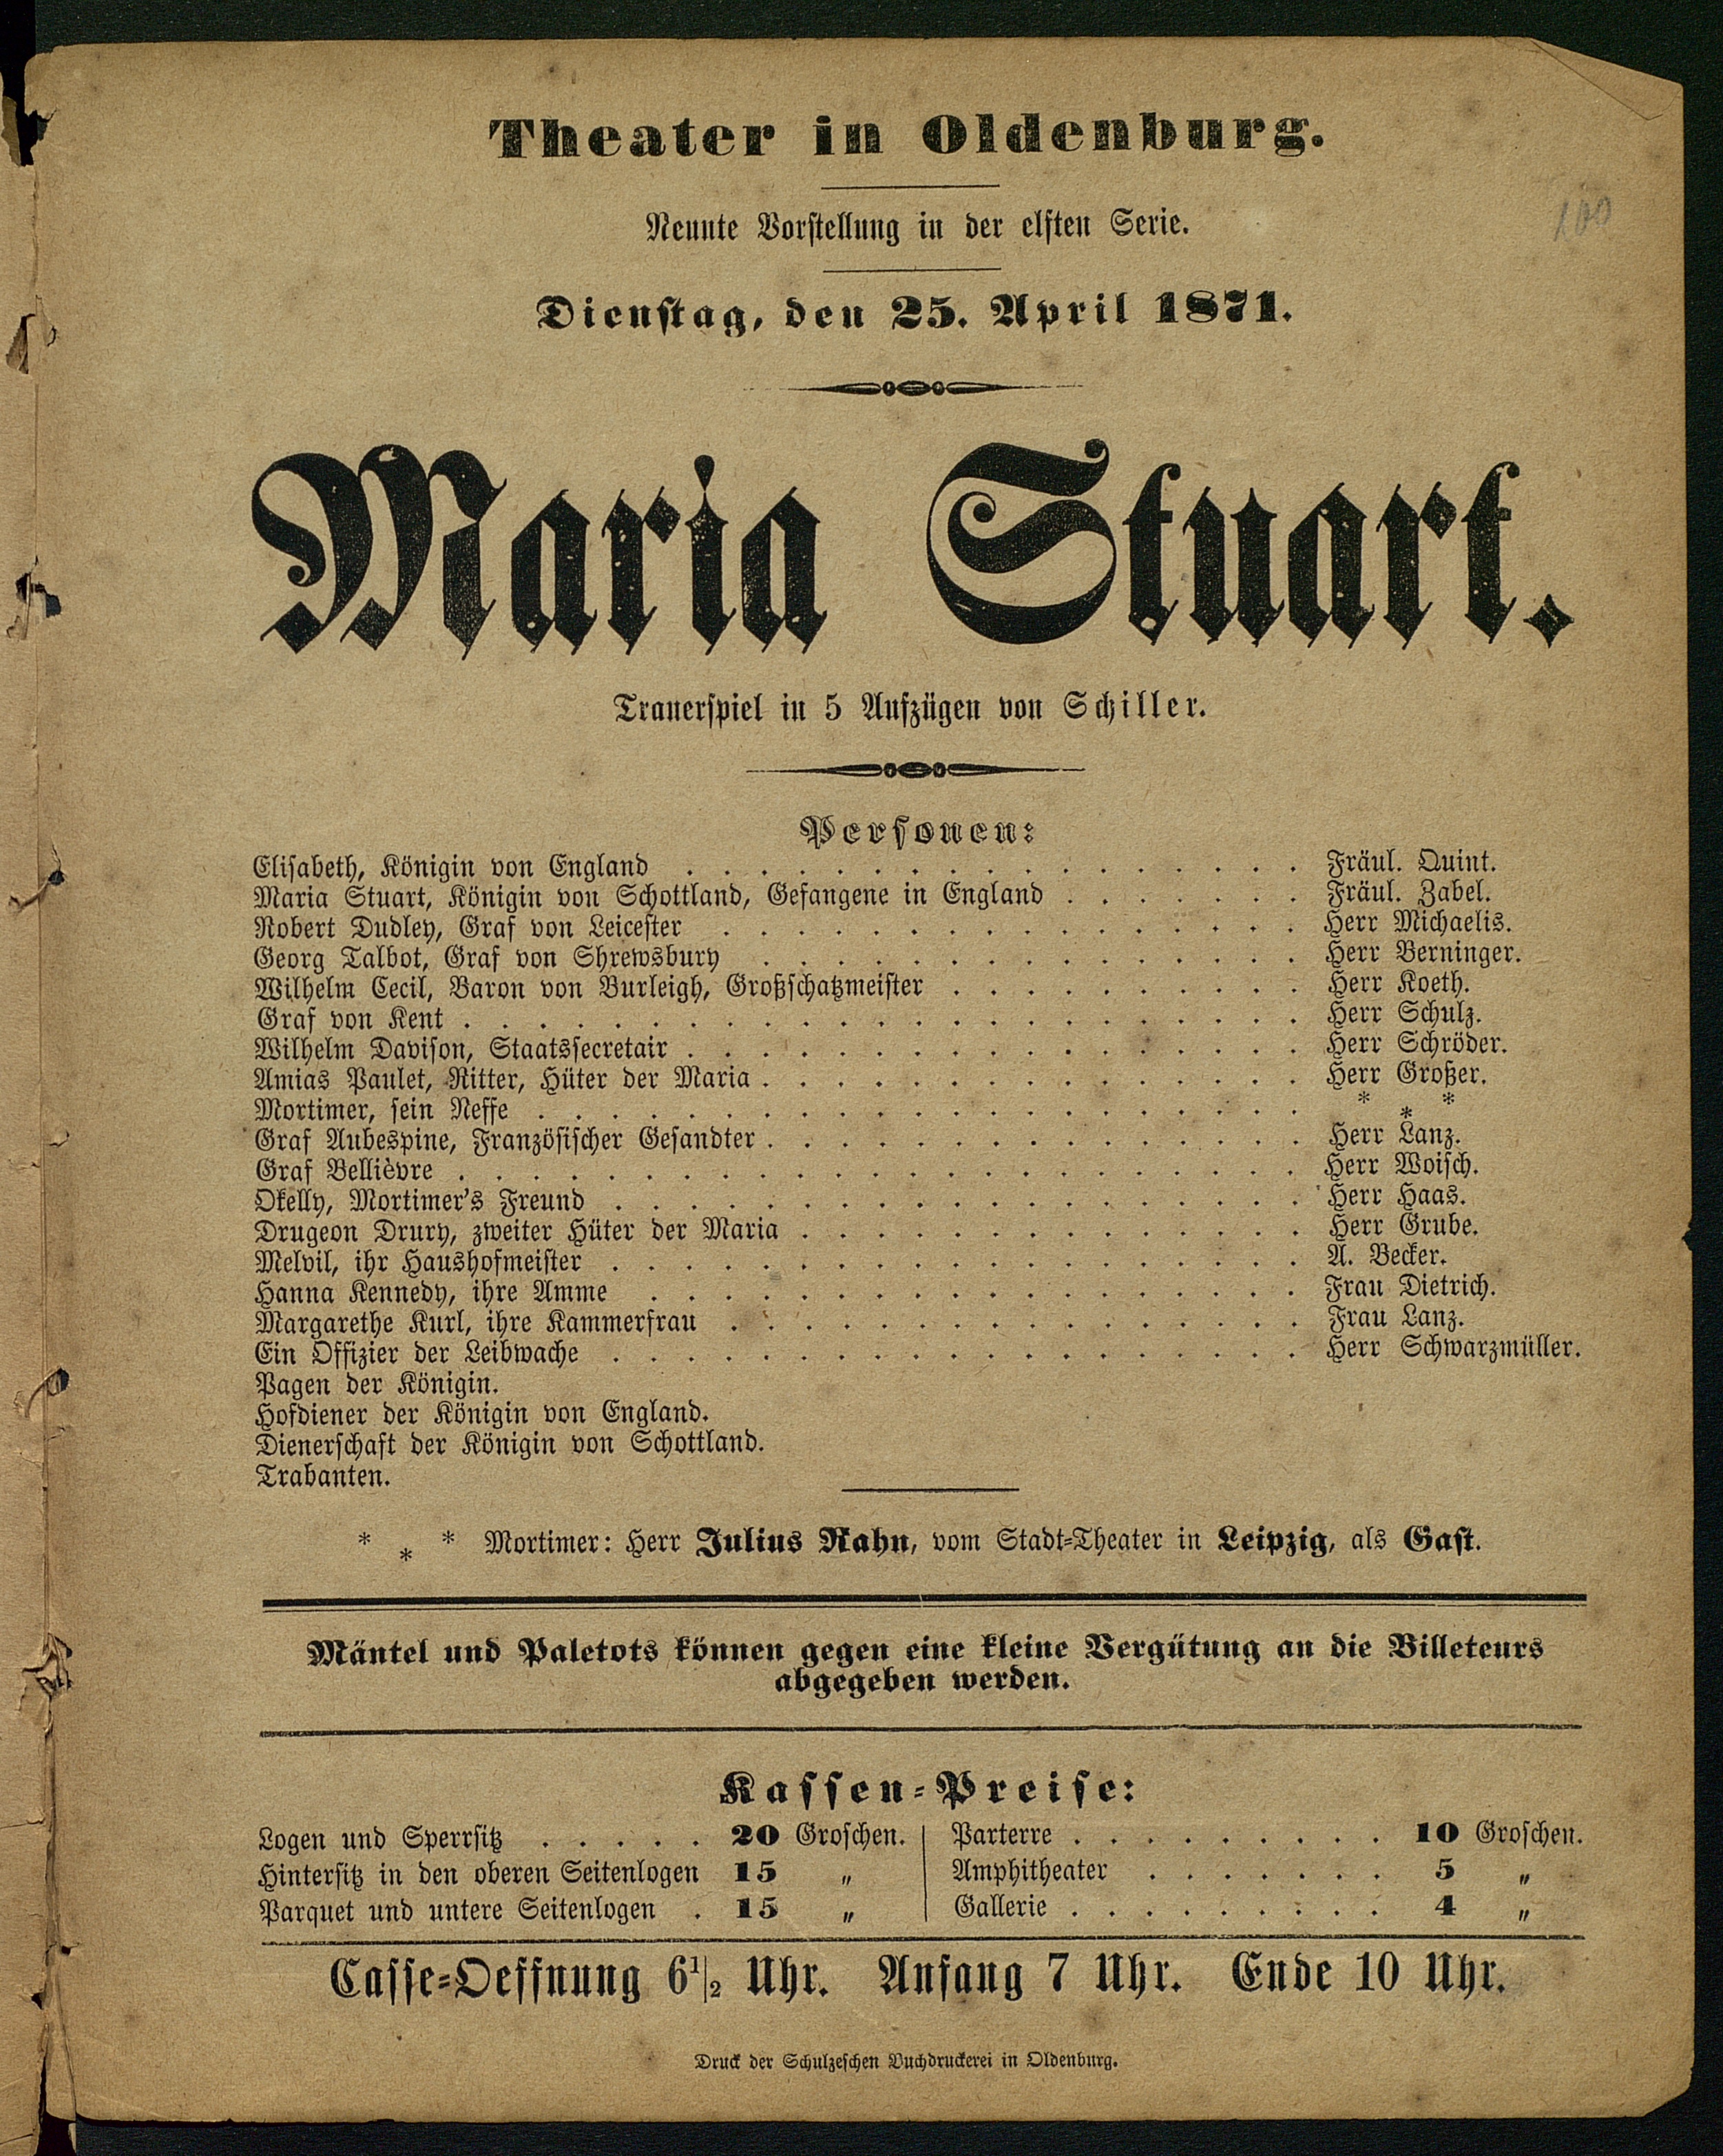 Theater in Oldenburg.
100
Neunte Vorstellung in der elften Serie.
Dienstag, den 25. April 1871.
Maria Stuart.
Trauerspiel in 5 Aufzügen von Schiller.
Personen:
Elisabeth, Königin von England . . . . . . . . . . . . . . . . . Fräul. Quint.
Maria Stuart, Königin von Schottland, Gefangene in England . . . . . . . Fräul. Zabel.
Robert Dudley, Graf von Leicester . . . . . . . . . . . . . . . . Herr Michaelis.
Georg Talbot, Graf von Shrewsbury . . . . . . . . . . . . . . . Herr Berninger.
Wilhelm Cecil, Baron von Burleigh, Großschatzmeister . . . . . . . . . . Herr Koeth.
Graf von Kent . . . . . . . . . . . . . . . . . . . . . . . Herr Schulz.
Wilhelm Davison, Staatssecretair . . . . . . . . . . . . . . . . . Herr Schröder.
Amias Paulet, Ritter, Hüter der Maria . . . . . . . . . . . . . . . Herr Großer.
Mortimer, sein Neffe . . . . . . . . . . . . . . . . . . . . . * * *
Graf Aubespine, Französischer Gesandter . . . . . . . . . . . . . . . Herr Lanz.
Graf Bellièvre . . . . . . . . . . . . . . . . . . . . . . . Herr Woisch.
Okelly, Mortimer's Freund . . . . . . . . . . . . . . . . . . . Herr Haas.
Drugeon Drury, zweiter Hüter der Maria . . . . . . . . . . . . . . Herr Grube.
Melvil, ihr Haushofmeister . . . . . . . . . . . . . . . . . . . A. Becker.
Hanna Kennedy, ihre Amme . . . . . . . . . . . . . . . . . . Frau Dietrich.
Margarethe Kurl, ihre Kammerfrau . . . . . . . . . . . . . . . . Frau Lanz.
Ein Offizier der Leibwache . . . . . . . . . . . . . . . . . . . Herr Schwarzmüller.
Pagen der Königin.
Hofdiener der Königin von England.
Dienerschaft der Königin von Schottland.
Trabanten.
* * * Mortimer: Herr Julius Rahn, vom Stadt-Theater in Leipzig, als Gast.
Mäntel und Paletots können gegen eine kleine Vergütung an die Billeteurs
abgegeben werden.
Kassen-Preise:
Logen und Sperrsitz . . . . . 20 Groschen.
Hintersitz in den oberen Seitenlogen 15 „
Parquet und untere Seitenlogen . 15 „
Parterre . . . . . . . . . 10 Groschen.
Amphitheater . . . . . . . 5 „
Gallerie . . . . . . . . . 4 „
Casse-Oeffnung 6½ Uhr. Anfang 7 Uhr. Ende 10 Uhr.
Druck der Schulzeschen Buchdruckerei in Oldenburg.